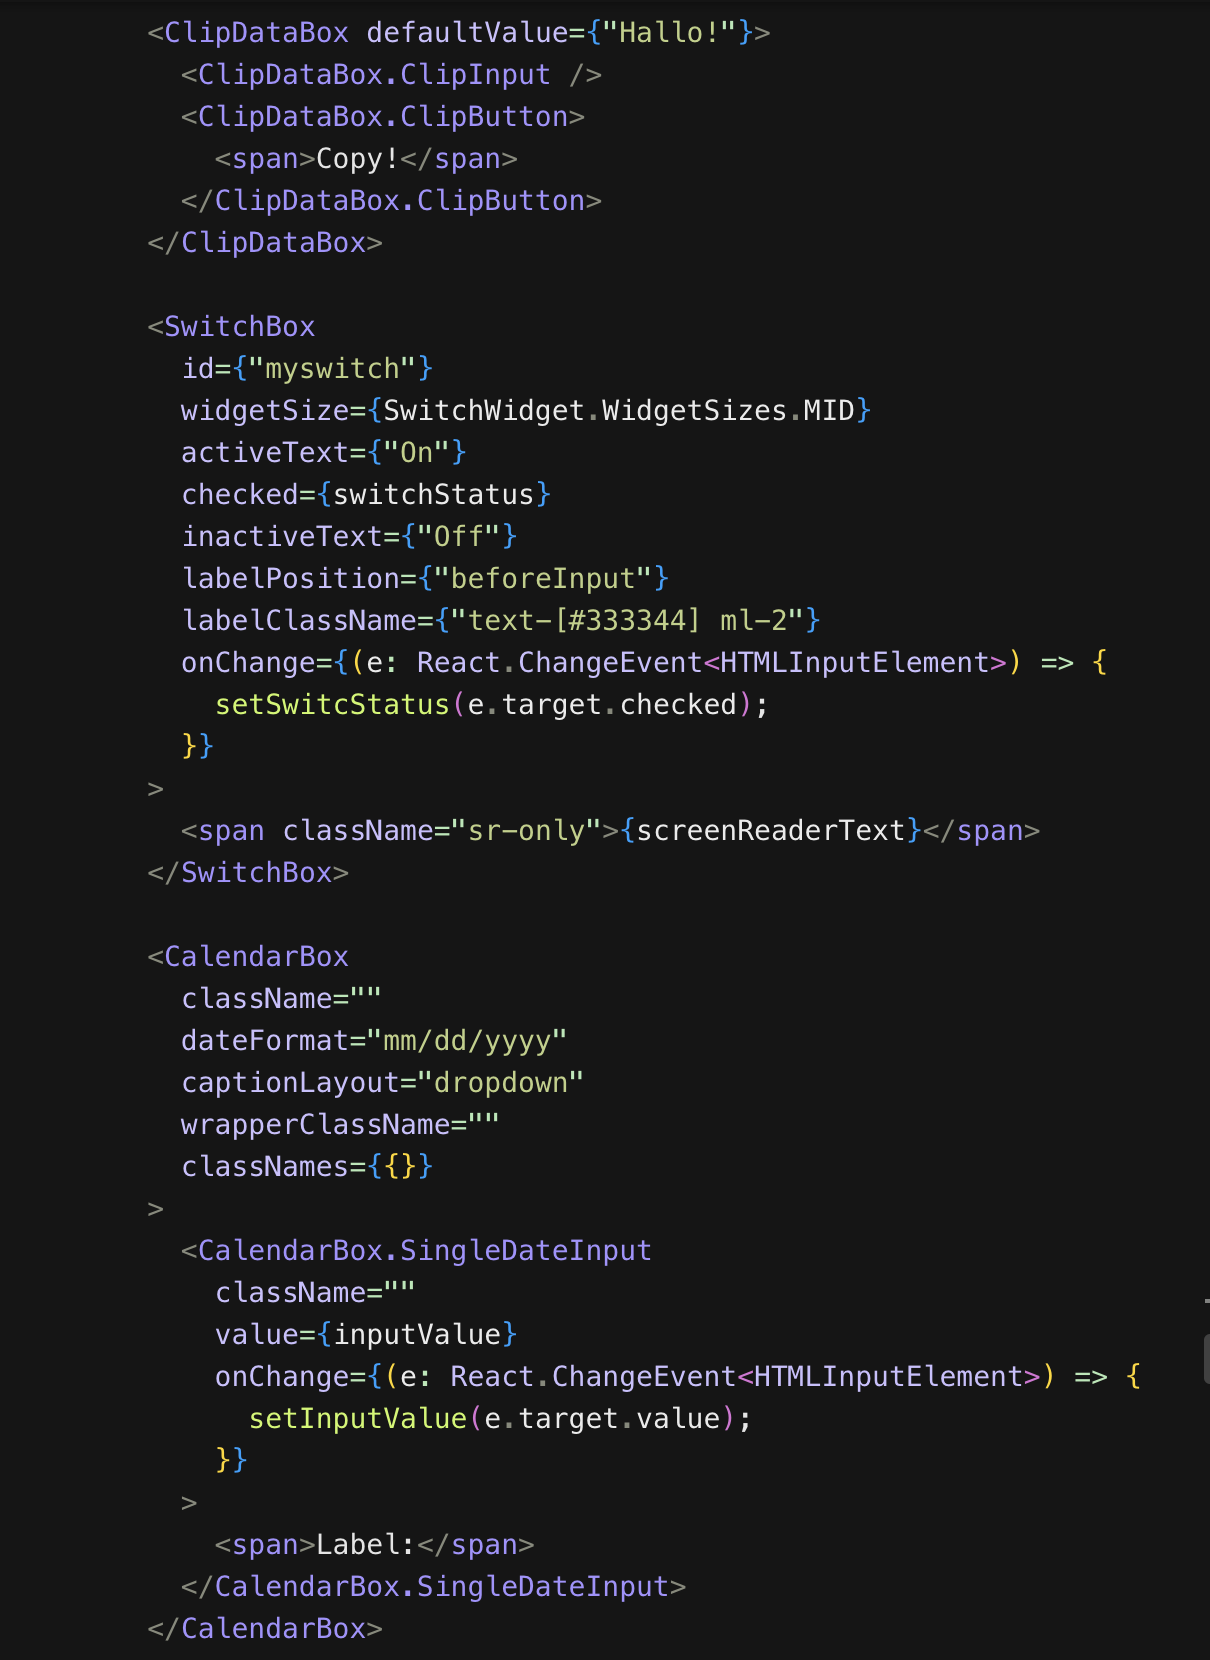 <ClipDataBox defaultValue={"Hallo!"}>
  <ClipDataBox.ClipInput />
  <ClipDataBox.ClipButton>
    <span>Copy!</span>
  </ClipDataBox.ClipButton>
</ClipDataBox>

<SwitchBox
  id={"myswitch"}
  widgetSize={SwitchWidget.WidgetSizes.MID}
  activeText={"On"}
  checked={switchStatus}
  inactiveText={"Off"}
  labelPosition={"beforeInput"}
  labelClassName={"text-[#333344] ml-2"}
  onChange={(e: React.ChangeEvent<HTMLInputElement>) => {
    setSwitcStatus(e.target.checked);
  }}
>
  <span className="sr-only">{screenReaderText}</span>
</SwitchBox>

<CalendarBox
  className=""
  dateFormat="mm/dd/yyyy"
  captionLayout="dropdown"
  wrapperClassName=""
  classNames={{}}
>
  <CalendarBox.SingleDateInput
    className=""
    value={inputValue}
    onChange={(e: React.ChangeEvent<HTMLInputElement>) => {
      setInputValue(e.target.value);
    }}
  >
    <span>Label:</span>
  </CalendarBox.SingleDateInput>
</CalendarBox>